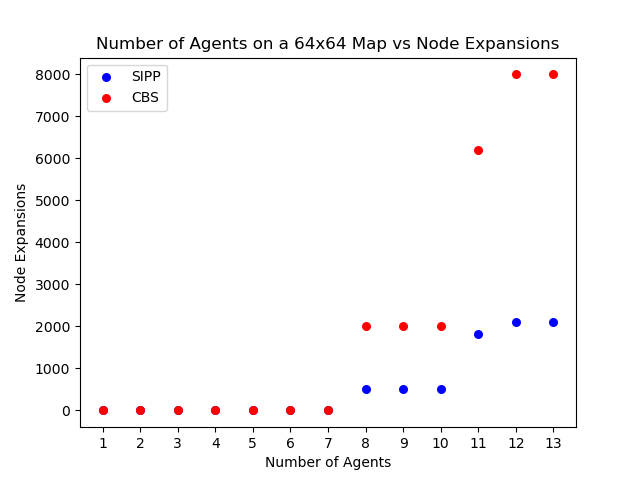 Number of Agents on a 64x64 Map vs Node Expansions
SIPP
CBS
8000
7000
6000
5000
4000
3000
2000
1000
0
Node Expansions
1 2 3 4 5 6 7 8 9 10 11 12 13
Number of Agents